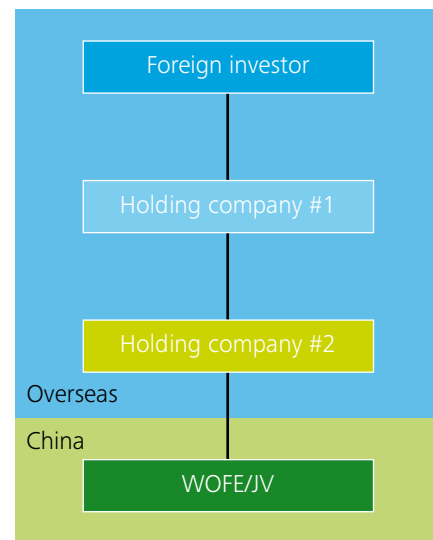 Foreign investor
Holding company #1
Holding company #2
Overseas
China
WOFE/JV